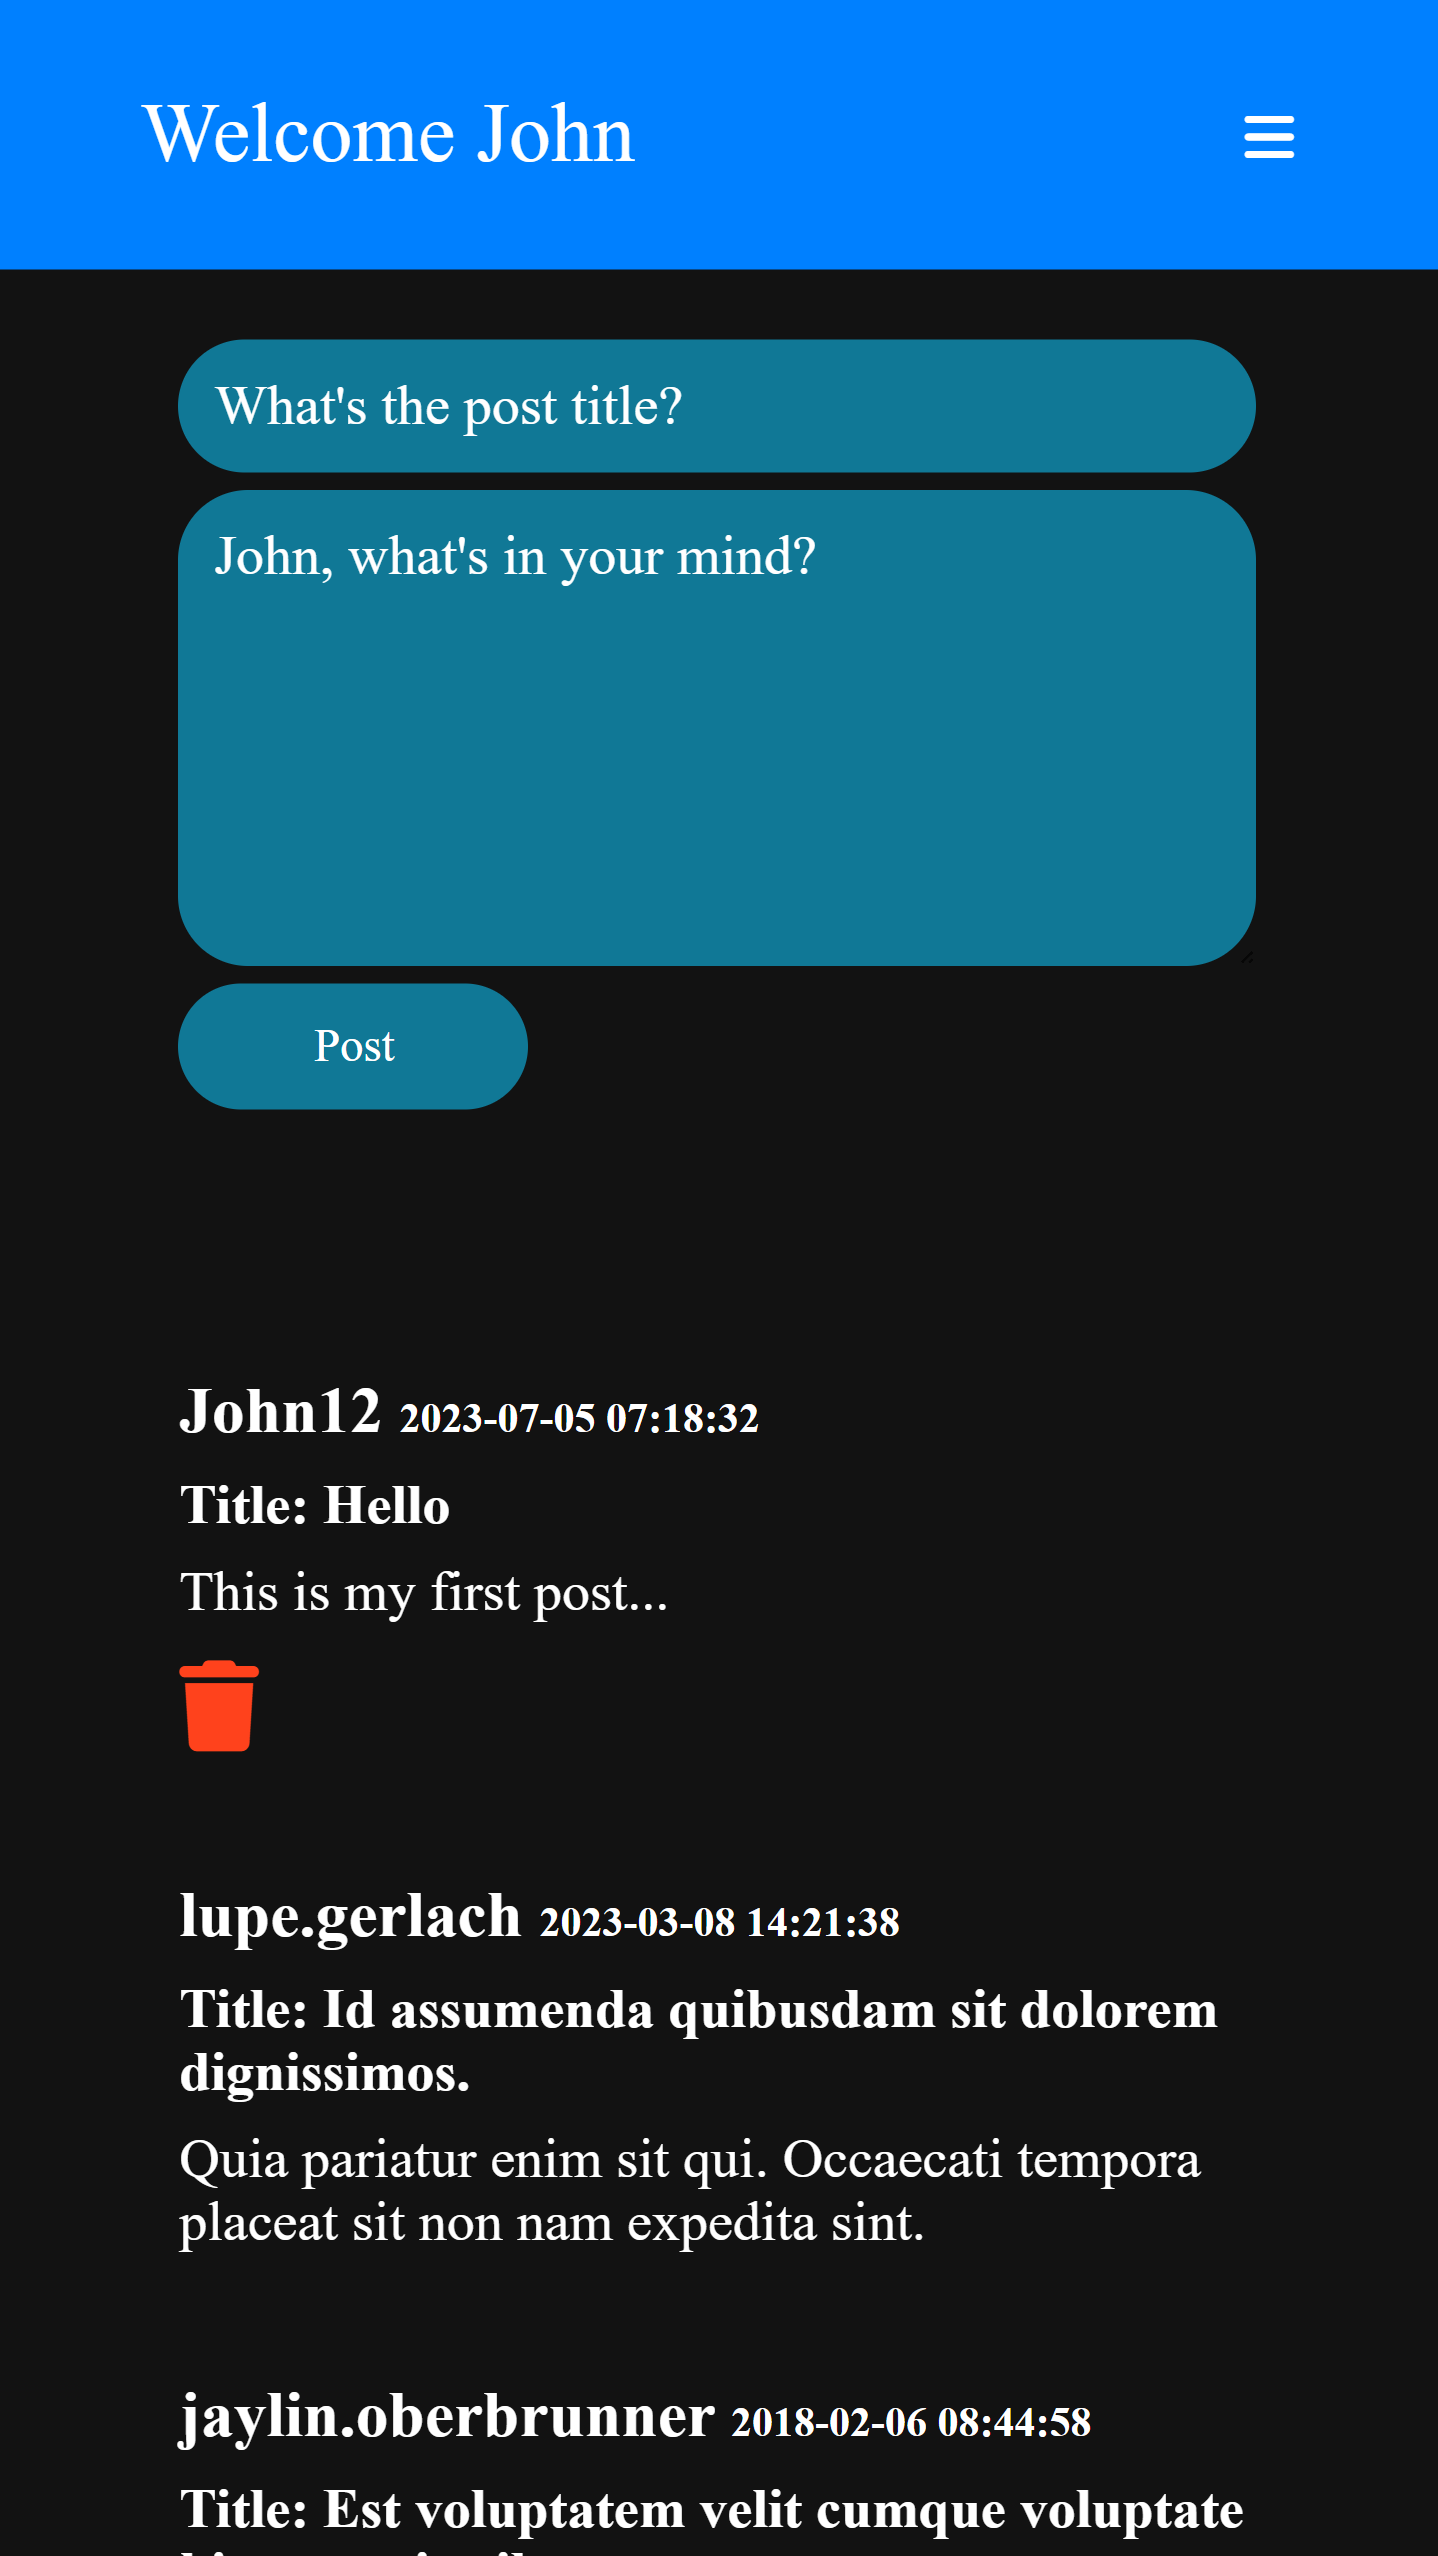 Welcome John
What's the post title?
John, what's in your mind?
Post
John12 2023-07-05 07:18:32
Title: Hello
This is my first post...
lupe.gerlach 2023-03-08 14:21:38
Title: Id assumenda quibusdam sit dolorem
dignissimos.
Quia pariatur enim sit qui. Occaecati tempora
placeat sit non nam expedita sint.
jaylin.oberbrunner 2018-02-06 08:44:58
Title: Est voluptatem velit cumque voluptate